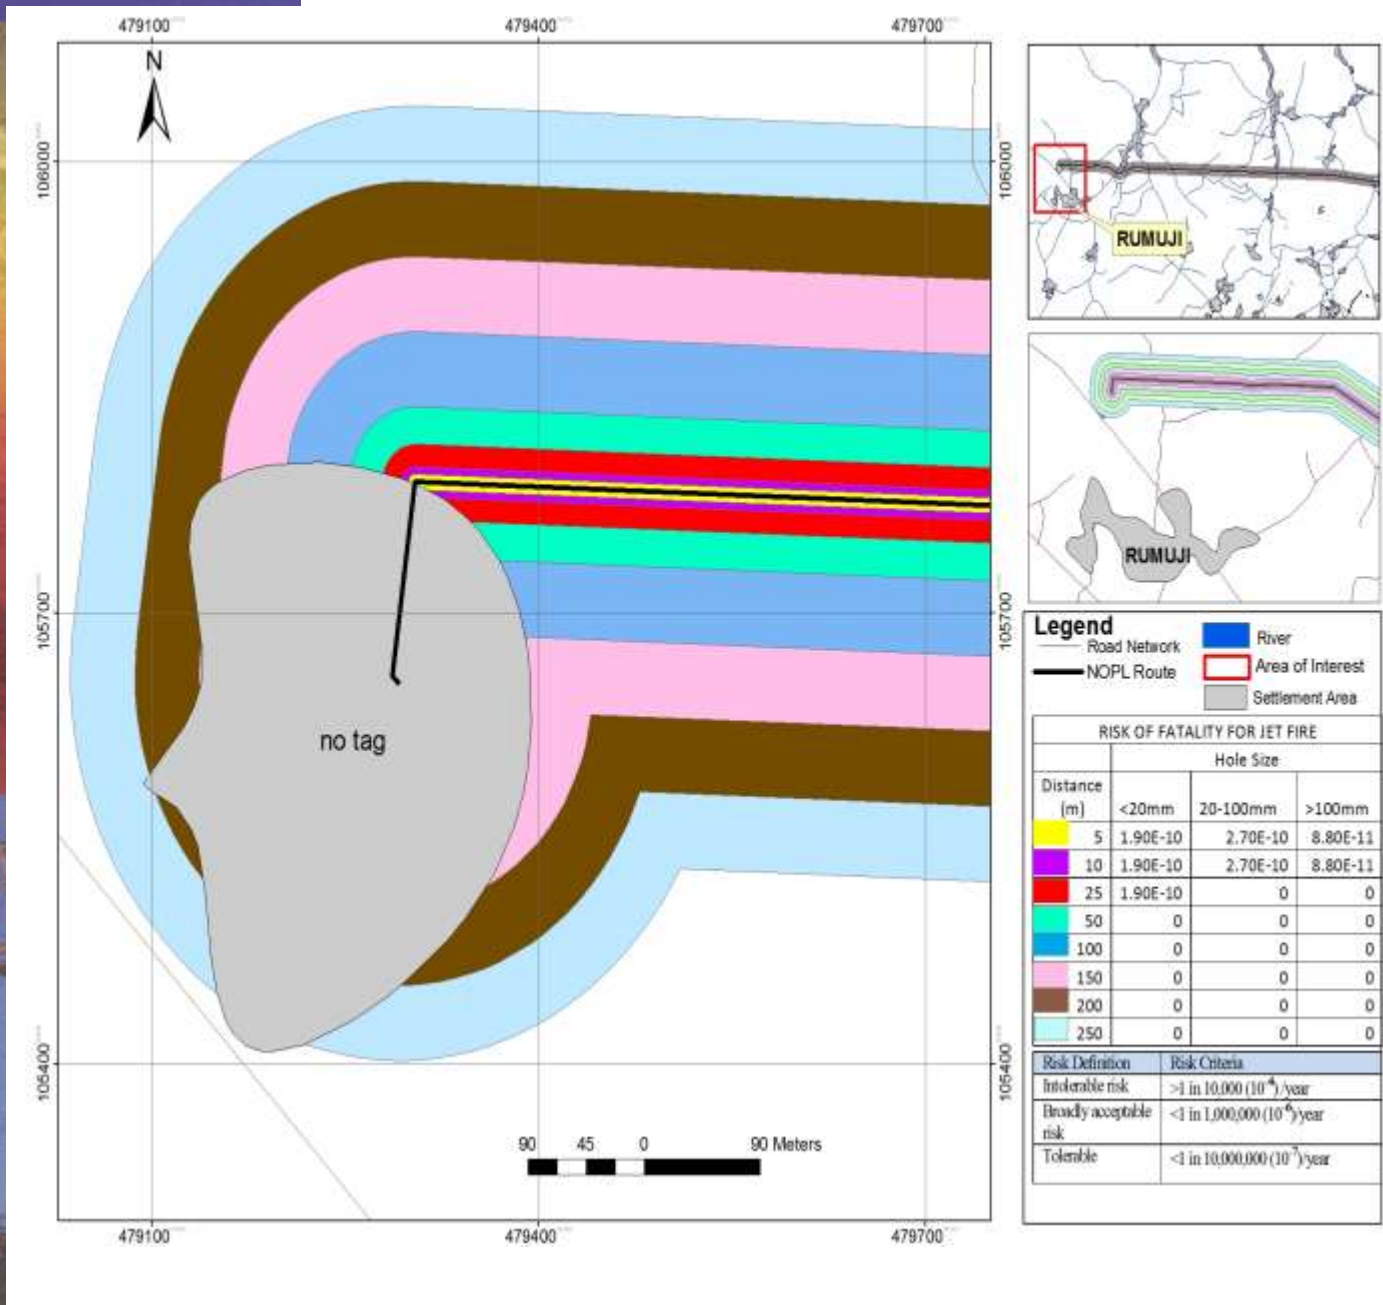 479100 479400 479700
N
106000 106000
RUMUJI
RUMUJI
105700 105700
no tag
105400 105400
90 45 0 90 Meters
479100 479400 479700
Legend
Road Network
NOPL Route
River
Area of Interest
Settlement Area
RISK OF FATALITY FOR JET FIRE
Hole Size
Distance (m) <20mm 20-100mm >100mm
5 1.90E-10 2.70E-10 8.80E-11
10 1.90E-10 2.70E-10 8.80E-11
25 1.90E-10 0 0
50 0 0 0
100 0 0 0
150 0 0 0
200 0 0 0
250 0 0 0
Risk Definition Risk Criteria
Intolerable risk >1 in 10,000 (10⁻⁴)/year
Broadly acceptable risk <1 in 1,000,000 (10⁻⁶)/year
Tolerable <1 in 10,000,000 (10⁻⁷)/year